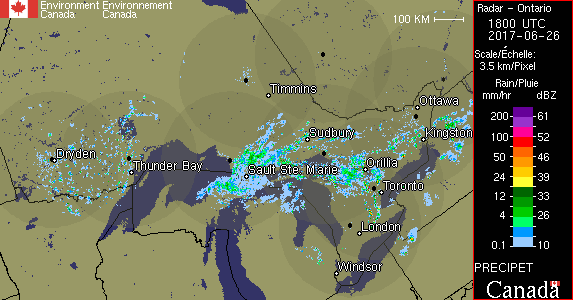 Environment Environnement
Canada Canada
100 KM
Timmins
Ottawa
Sudbury
Kingston
Dryden
Thunder Bay
Sault Ste. Marie
Orillia
Toronto
London
Windsor
Radar - Ontario
1800 UTC
2017-06-26
Scale/Échelle:
3.5 km/Pixel
Rain/Pluie
mm/hr dBZ
200 61
100 52
50 46
24 39
12 33
4 26
0.1 10
PRECIPET
Canada